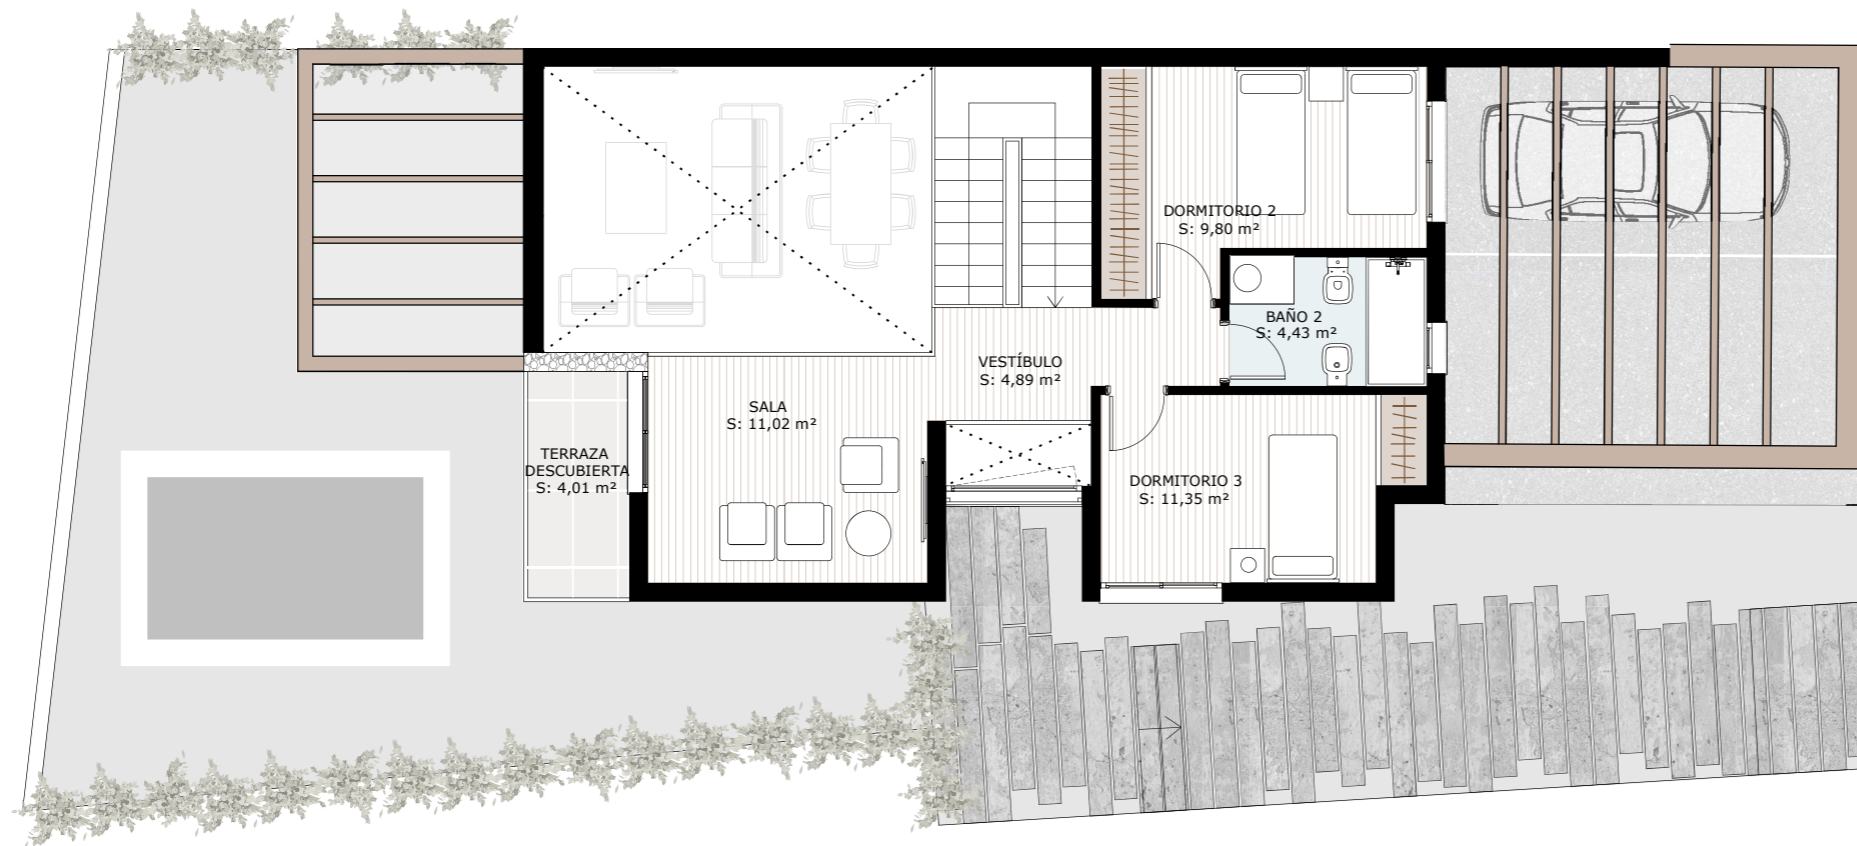 DORMITORIO 2
S: 9,80 m²
BAÑO 2
S: 4,43 m²
VESTÍBULO
S: 4,89 m²
SALA
S: 11,02 m²
TERRAZA
DESCUBIERTA
S: 4,01 m²
DORMITORIO 3
S: 11,35 m²